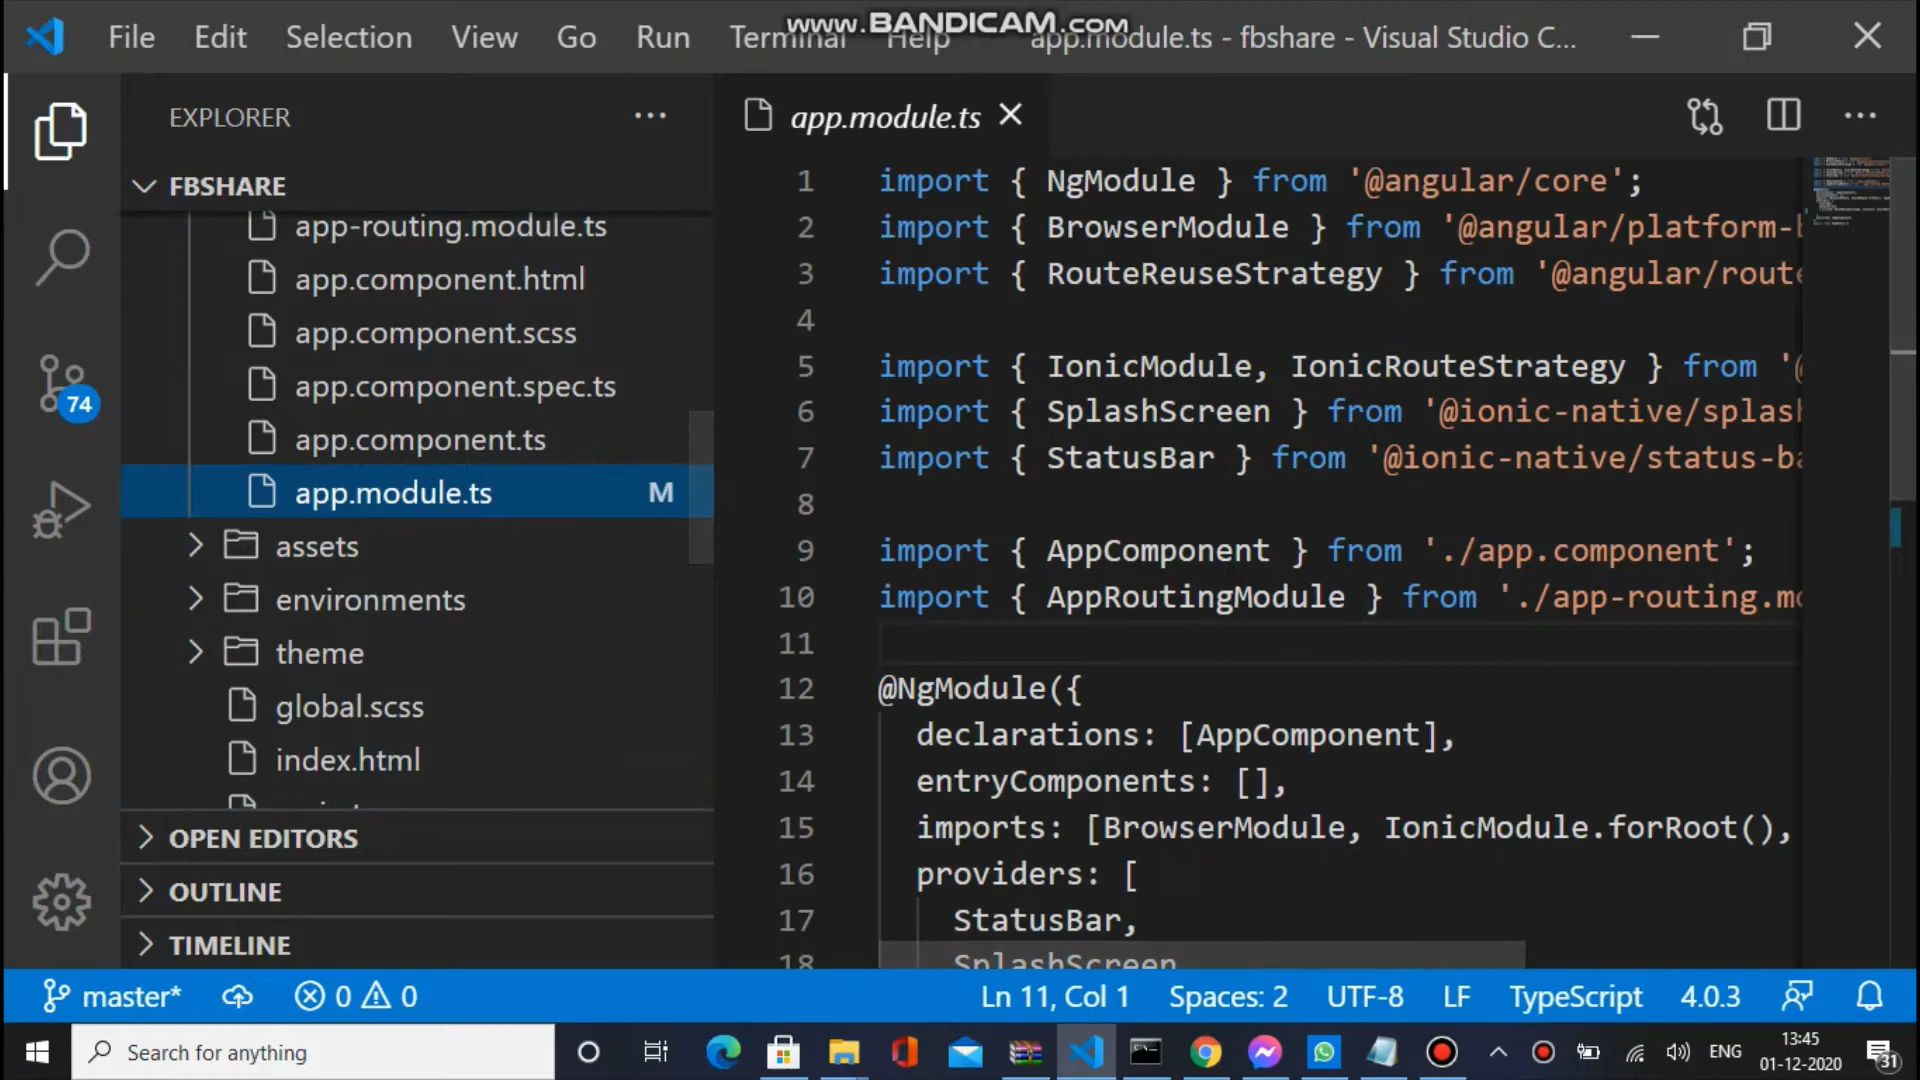 www.BANDICAM.com
File Edit Selection View Go Run Terminal Help app.module.ts - fbshare - Visual Studio C...
EXPLORER ...
app.module.ts
FBSHARE
app-routing.module.ts
app.component.html
app.component.scss
app.component.spec.ts
app.component.ts
app.module.ts M
assets
environments
theme
global.scss
index.html
OPEN EDITORS
OUTLINE
TIMELINE
74
1 import { NgModule } from '@angular/core';
2 import { BrowserModule } from '@angular/platform-b
3 import { RouteReuseStrategy } from '@angular/route
4
5 import { IonicModule, IonicRouteStrategy } from '@
6 import { SplashScreen } from '@ionic-native/splash
7 import { StatusBar } from '@ionic-native/status-ba
8
9 import { AppComponent } from './app.component';
10 import { AppRoutingModule } from './app-routing.mo
11
12 @NgModule({
13 declarations: [AppComponent],
14 entryComponents: [],
15 imports: [BrowserModule, IonicModule.forRoot(),
16 providers: [
17 StatusBar,
18 SplashScreen
master* 0 0 Ln 11, Col 1 Spaces: 2 UTF-8 LF TypeScript 4.0.3
Search for anything
ENG
13:45
01-12-2020
31